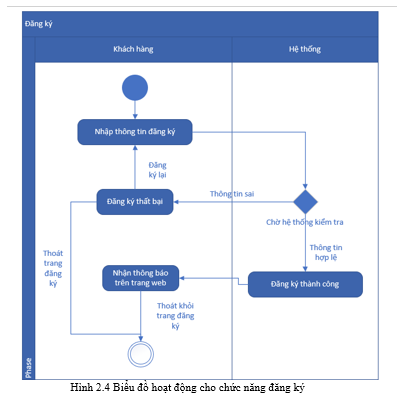 Đăng ký
Khách hàng
Hệ thống
Nhập thông tin đăng ký
Đăng
ký lại
Thông tin sai
Đăng ký thất bại
Chờ hệ thống kiểm tra
Thoát
trang
đăng
ký
Thông tin
hợp lệ
Nhận thông báo
trên trang web
Đăng ký thành công
Thoát khỏi
trang đăng
ký
Phase
Hình 2.4 Biểu đồ hoạt động cho chức năng đăng ký